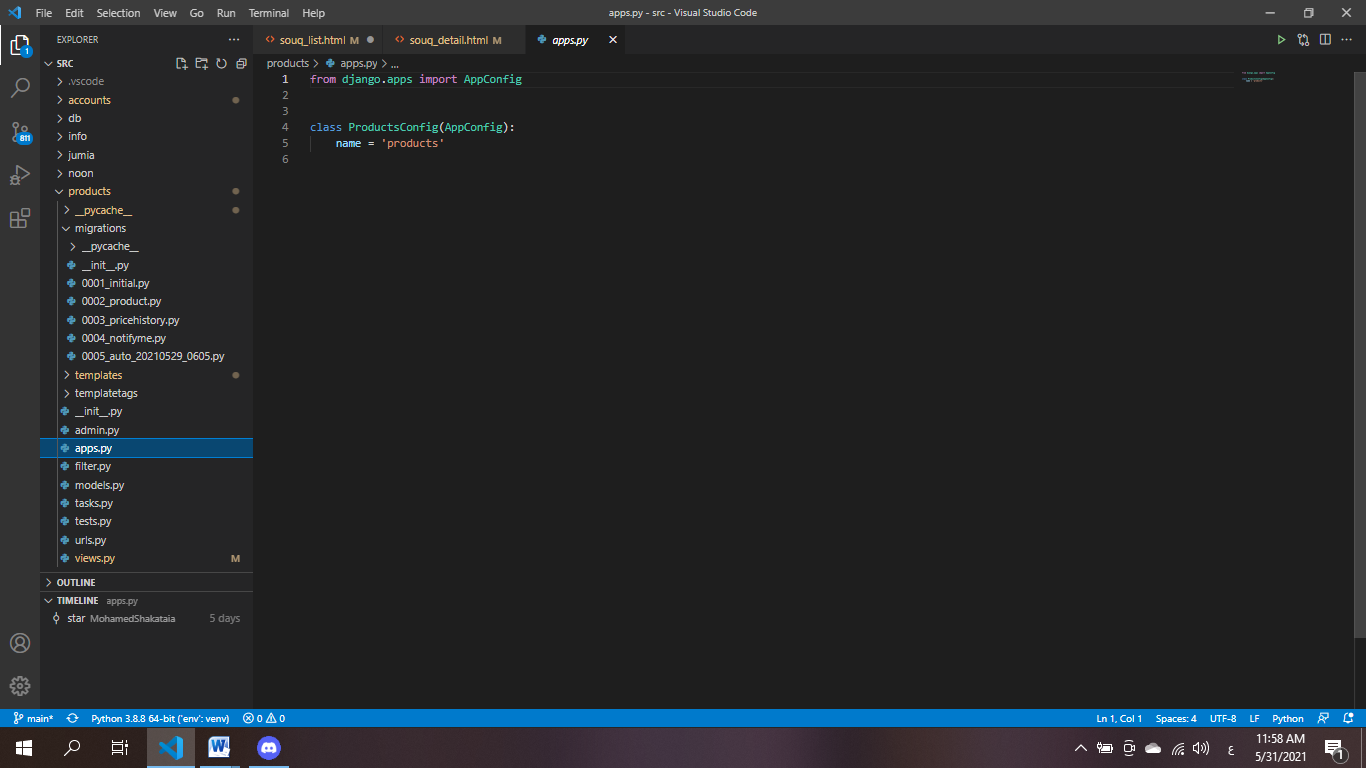 File Edit Selection View Go Run Terminal Help
apps.py - src - Visual Studio Code
1
EXPLORER
souq_list.html M
souq_detail.html M
apps.py
SRC
products > apps.py > ...
.vscode
accounts
db
info
jumia
noon
products
__pycache__
migrations
__pycache__
__init__.py
0001_initial.py
0002_product.py
0003_pricehistory.py
0004_notifyme.py
0005_auto_20210529_0605.py
templates
templatetags
__init__.py
admin.py
apps.py
filter.py
models.py
tasks.py
tests.py
urls.py
views.py M
811
1 from django.apps import AppConfig
2
3
4 class ProductsConfig(AppConfig):
5 name = 'products'
6
OUTLINE
TIMELINE apps.py
star MohamedShakataia 5 days
main* Python 3.8.8 64-bit ('env': venv) 0 0
Ln 1, Col 1 Spaces: 4 UTF-8 LF Python
W
ع
11:58 AM
5/31/2021
1